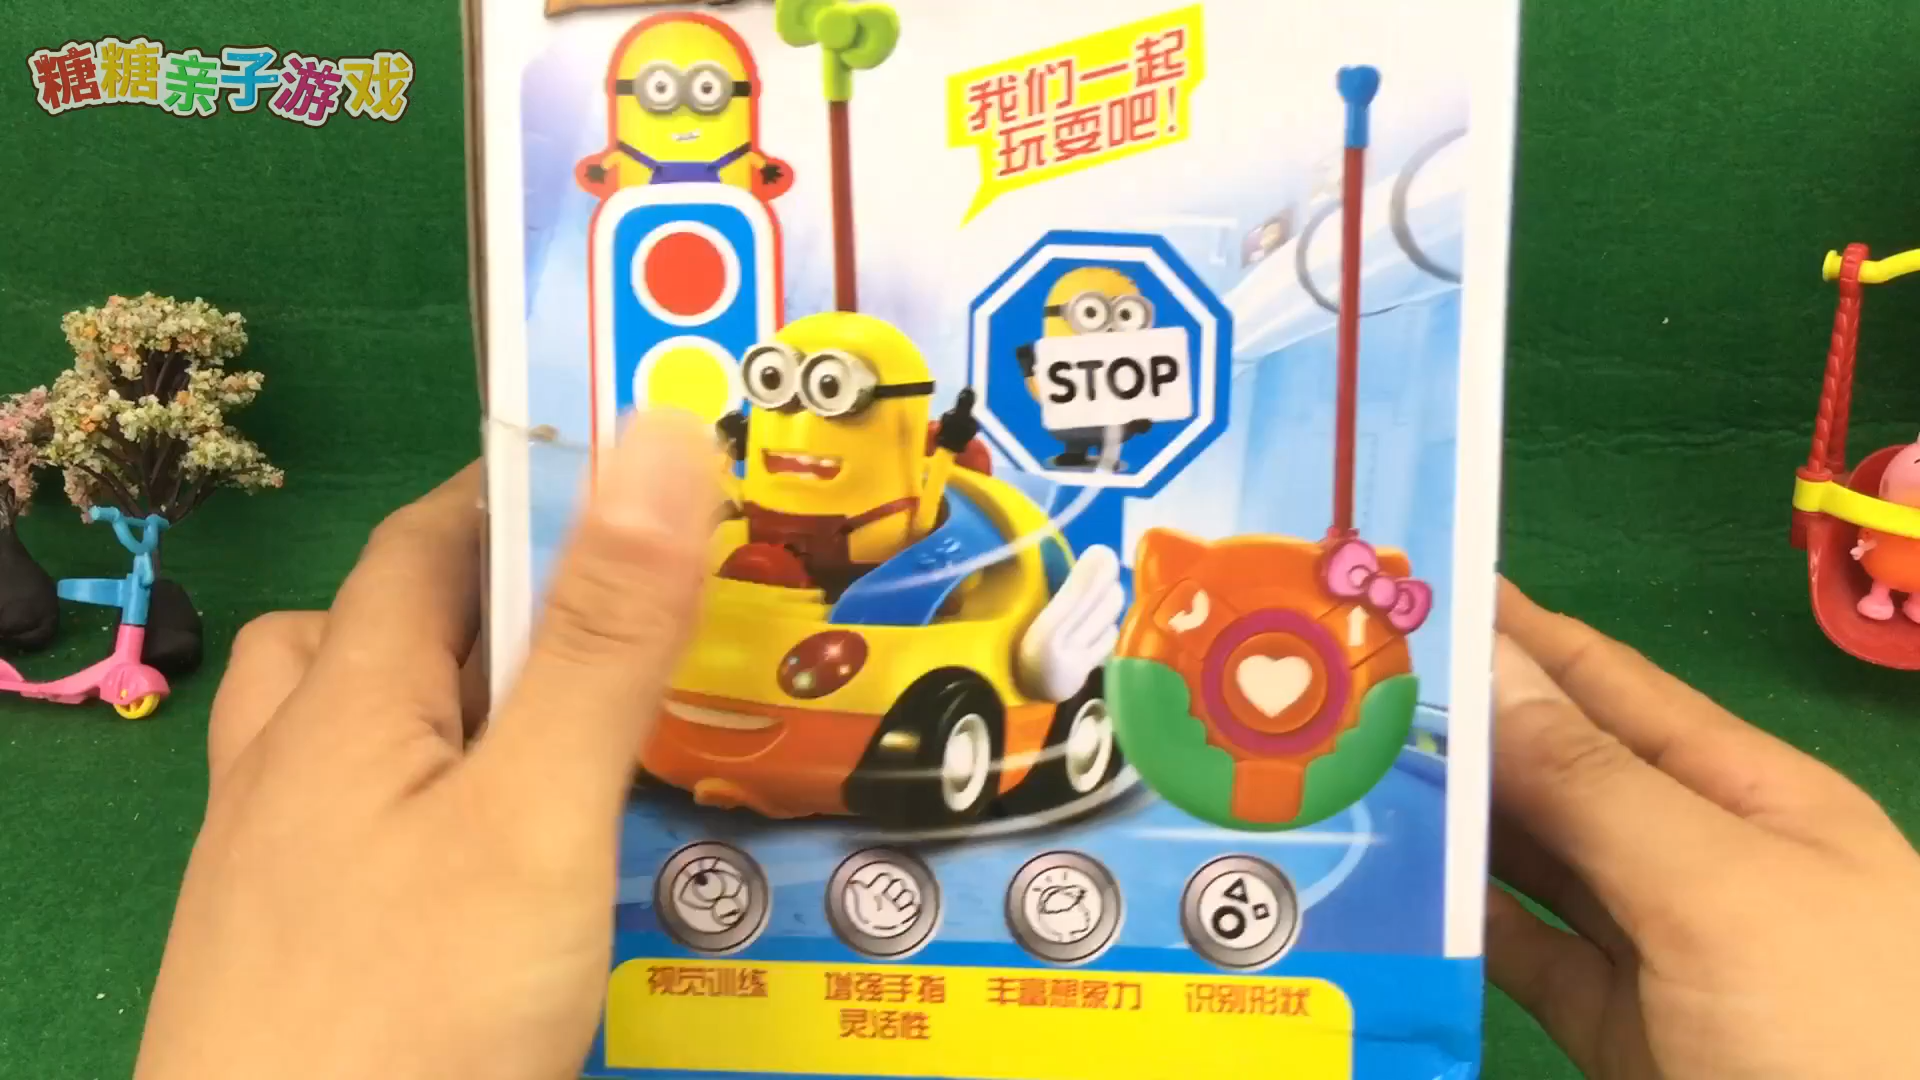 糖糖亲子游戏
我们一起
玩耍吧!
STOP
视觉训练
增强手指
灵活性
丰富想象力
识别形状